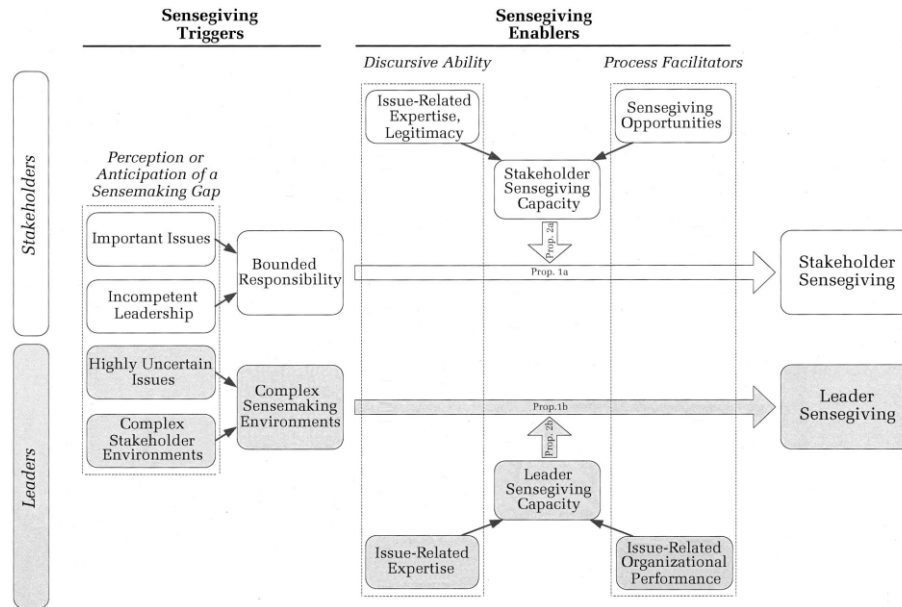 Sensegiving
Triggers
Sensegiving
Enablers
Discursive Ability
Process Facilitators
Stakeholders
Perception or
Anticipation of a
Sensemaking Gap
Important Issues
Incompetent
Leadership
Bounded
Responsibility
Issue-Related
Expertise,
Legitimacy
Sensegiving
Opportunities
Stakeholder
Sensegiving
Capacity
Prop. 2a
Prop. 1a
Stakeholder
Sensegiving
Leaders
Highly Uncertain
Issues
Complex
Stakeholder
Environments
Complex
Sensemaking
Environments
Prop.1b
Prop. 2b
Leader
Sensegiving
Leader
Sensegiving
Capacity
Issue-Related
Expertise
Issue-Related
Organizational
Performance